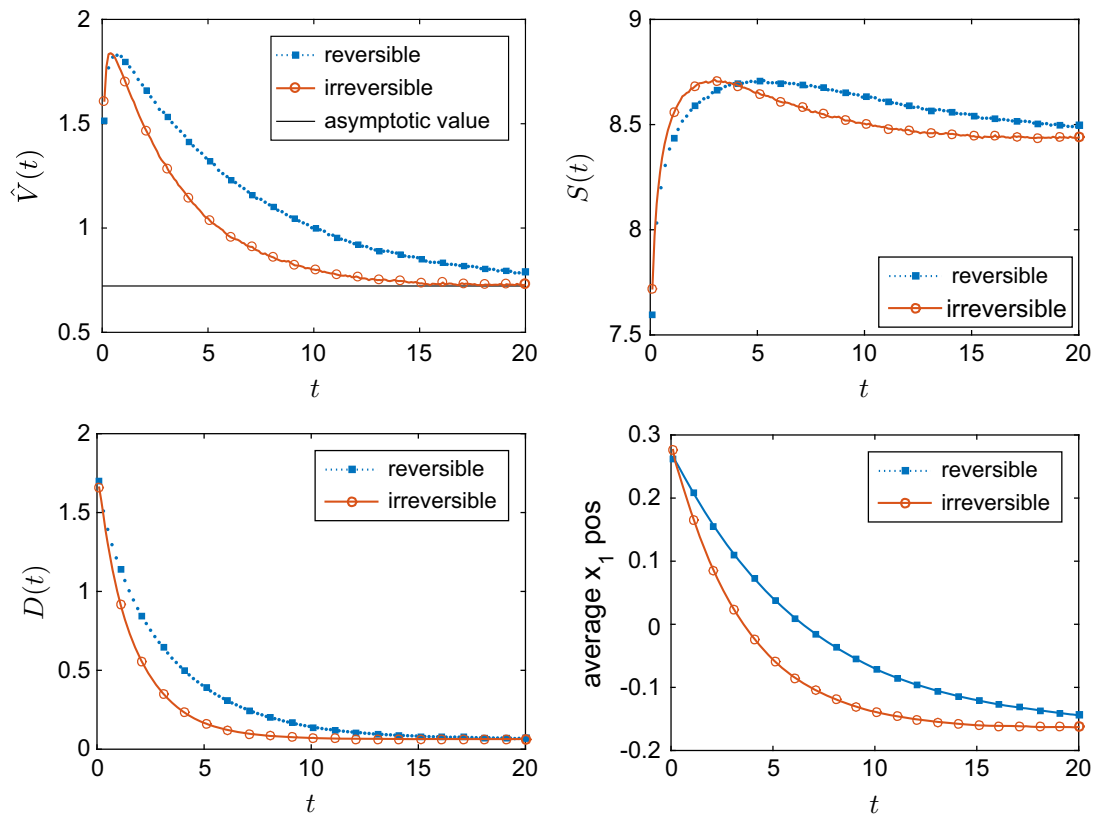 2
1.5
1
0.5
0
5
10
15
20
V̂(t)
t
reversible
irreversible
asymptotic value
9
8.5
8
7.5
0
5
10
15
20
S(t)
t
reversible
irreversible
2
1.5
1
0.5
0
0
5
10
15
20
D(t)
t
reversible
irreversible
0.3
0.2
0.1
0
-0.1
-0.2
0
5
10
15
20
average x₁ pos
t
reversible
irreversible